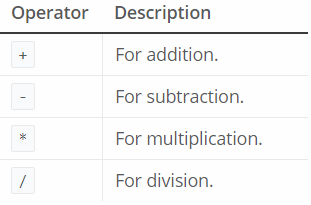 Operator Description
+ For addition.
- For subtraction.
* For multiplication.
/ For division.